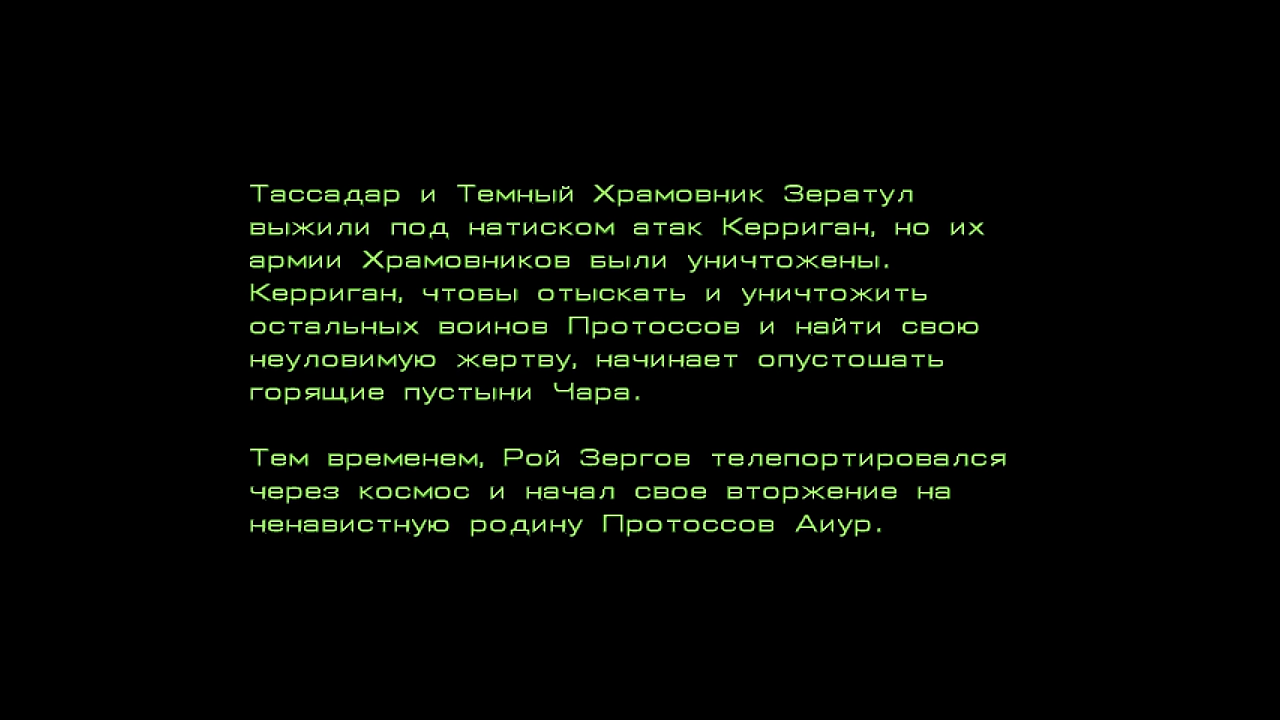 Тассадар и Темный Храмовник Зератул
выжили под натиском атак Керриган, но их
армии Храмовников были уничтожены.
Керриган, чтобы отыскать и уничтожить
остальных воинов Протоссов и найти свою
неуловимую жертву, начинает опустошать
горящие пустыни Чара.
Тем временем, Рой Зергов телепортировался
через космос и начал свое вторжение на
ненавистную родину Протоссов Аиур.